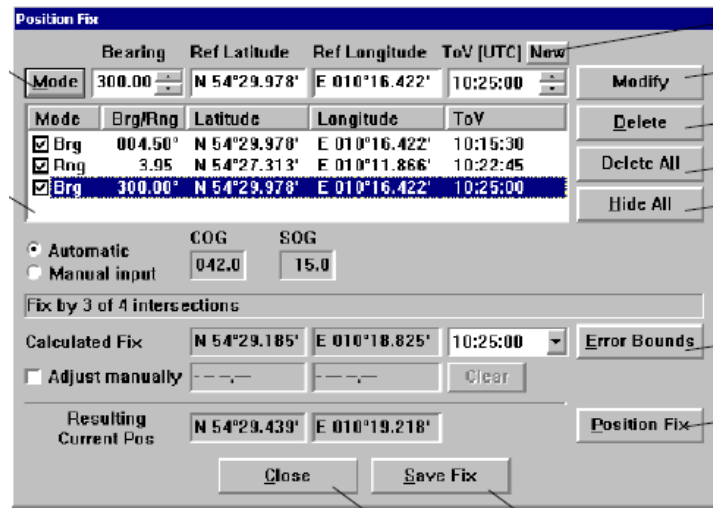 Position Fix
Bearing Ref Latitude Ref Longitude ToV [UTC] Now
Mode 300.00 N 54°29.978' E 010°16.422' 10:25:00 Modify
Mode Brg/Rng Latitude Longitude ToV
Delete
Brg 004.50° N 54°29.978' E 010°16.422' 10:15:30
Rng 3.95 N 54°27.313' E 010°11.866' 10:22:45
Delete All
Brg 300.00° N 54°29.978' E 010°16.422' 10:25:00
Hide All
COG SOG
Automatic
042.0 15.0
Manual input
Fix by 3 of 4 intersections
Calculated Fix N 54°29.185' E 010°18.825' 10:25:00 Error Bounds
Adjust manually -- --,-- --- --,-- Clear
Resulting
Current Pos
N 54°29.439' E 010°19.218'
Position Fix
Close Save Fix